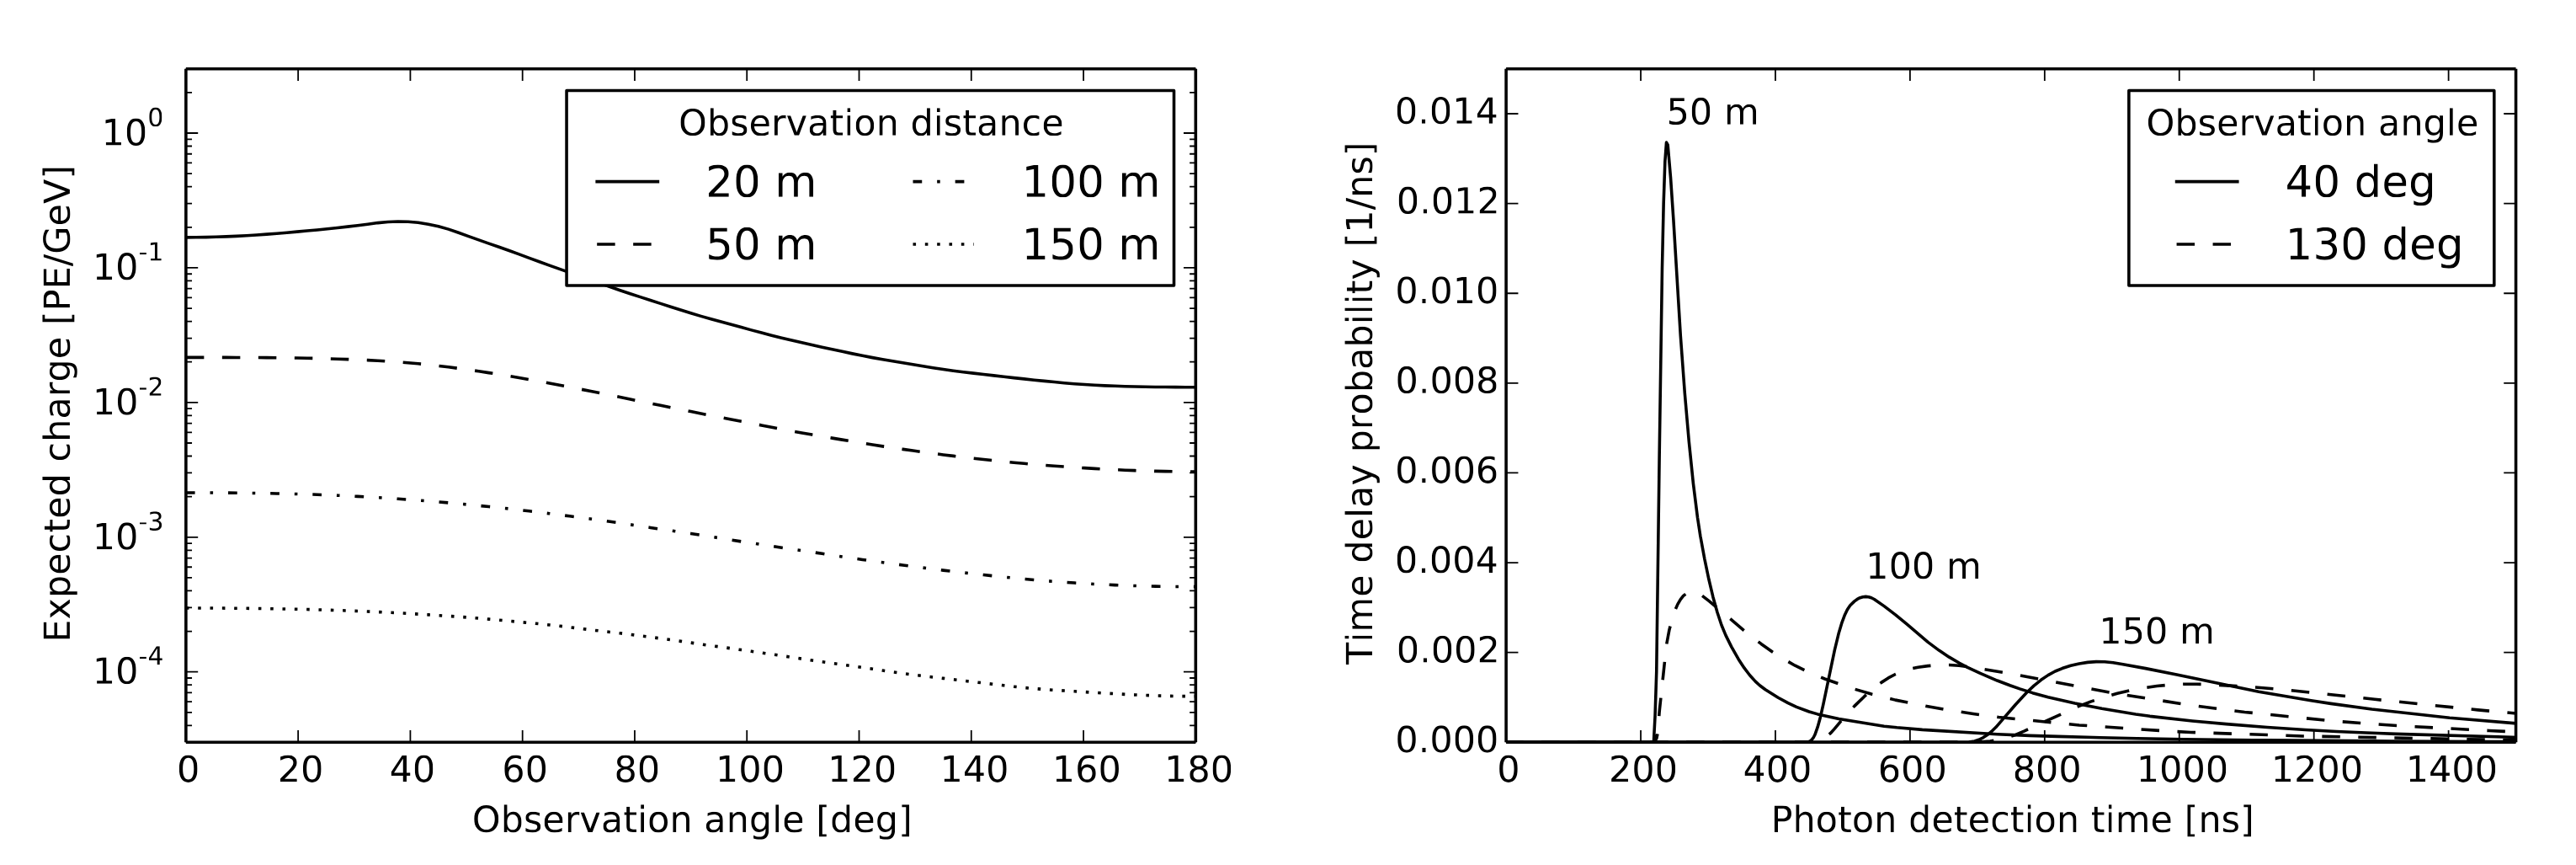 Expected charge [PE/GeV]
10^0
10^-1
10^-2
10^-3
10^-4
Observation distance
20 m
100 m
50 m
150 m
0 20 40 60 80 100 120 140 160 180
Observation angle [deg]
Time delay probability [1/ns]
0.014
0.012
0.010
0.008
0.006
0.004
0.002
0.000
50 m
100 m
150 m
Observation angle
40 deg
130 deg
0 200 400 600 800 1000 1200 1400
Photon detection time [ns]